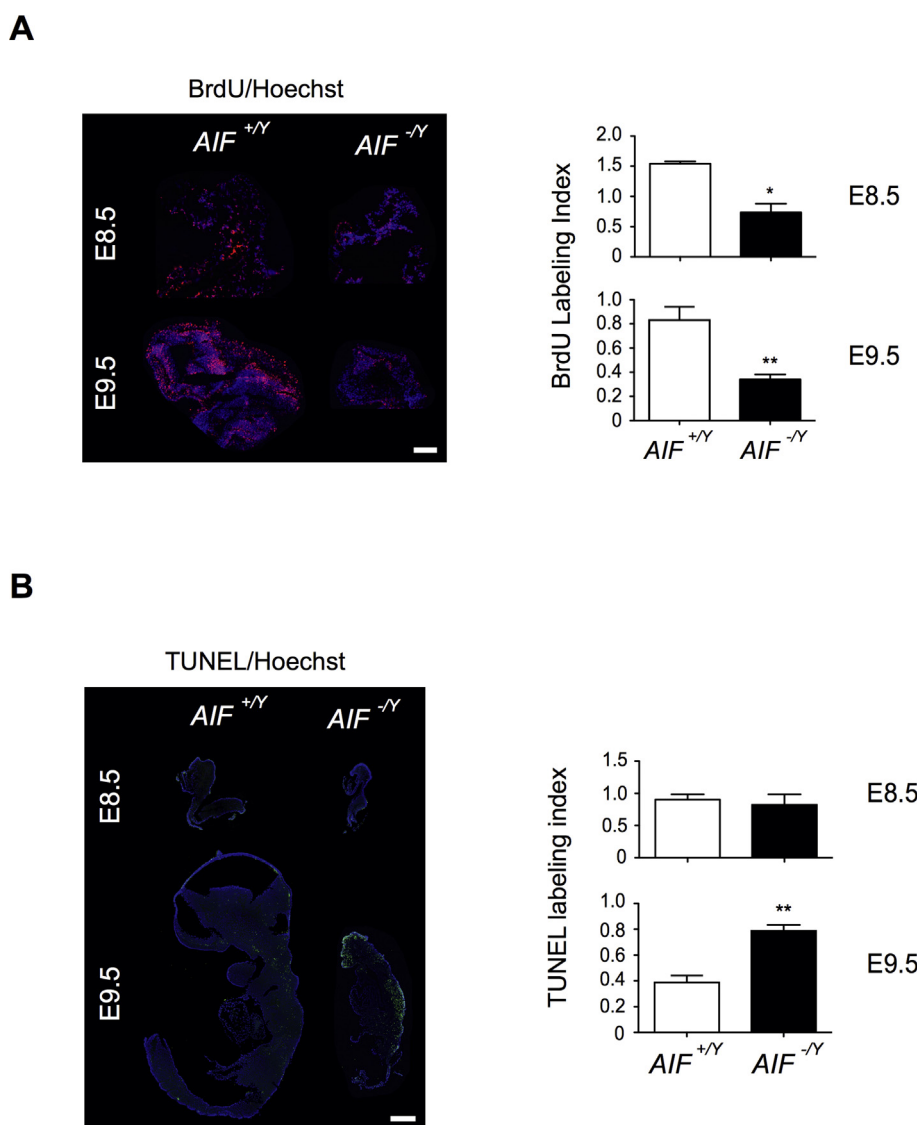 A
BrdU/Hoechst
AIF +/Y
AIF -/Y
E8.5
E9.5
BrdU Labeling Index
2.0
1.5
1.0
0.5
0
*
E8.5
1.0
0.8
0.6
0.4
0.2
0
**
E9.5
AIF +/Y
AIF -/Y
B
TUNEL/Hoechst
AIF +/Y
AIF -/Y
E8.5
E9.5
TUNEL labeling index
1.5
1.0
0.5
0
E8.5
1.0
0.8
0.6
0.4
0.2
0
**
E9.5
AIF +/Y
AIF -/Y